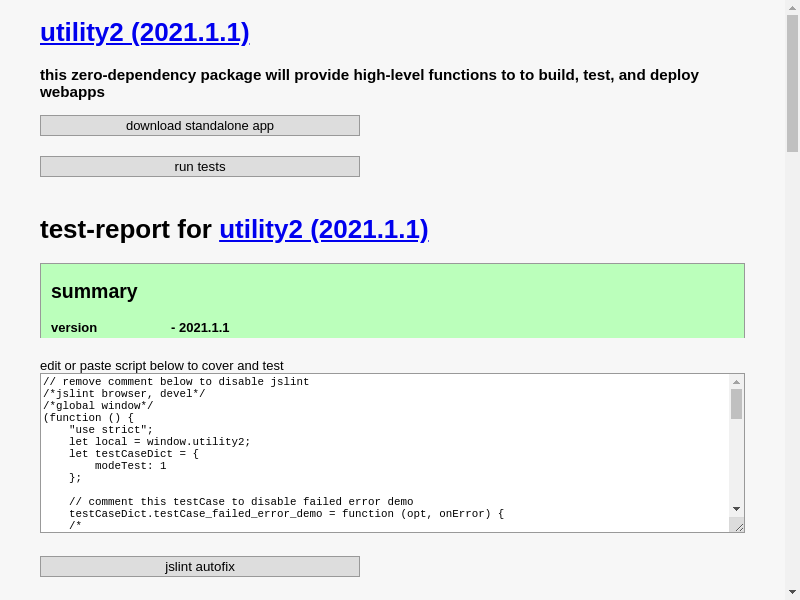 utility2 (2021.1.1)
this zero-dependency package will provide high-level functions to to build, test, and deploy
webapps
download standalone app
run tests
test-report for utility2 (2021.1.1)
summary
version - 2021.1.1
edit or paste script below to cover and test
// remove comment below to disable jslint
/*jslint browser, devel*/
/*global window*/
(function () {
    "use strict";
    let local = window.utility2;
    let testCaseDict = {
        modeTest: 1
    };

    // comment this testCase to disable failed error demo
    testCaseDict.testCase_failed_error_demo = function (opt, onError) {
    /*
jslint autofix